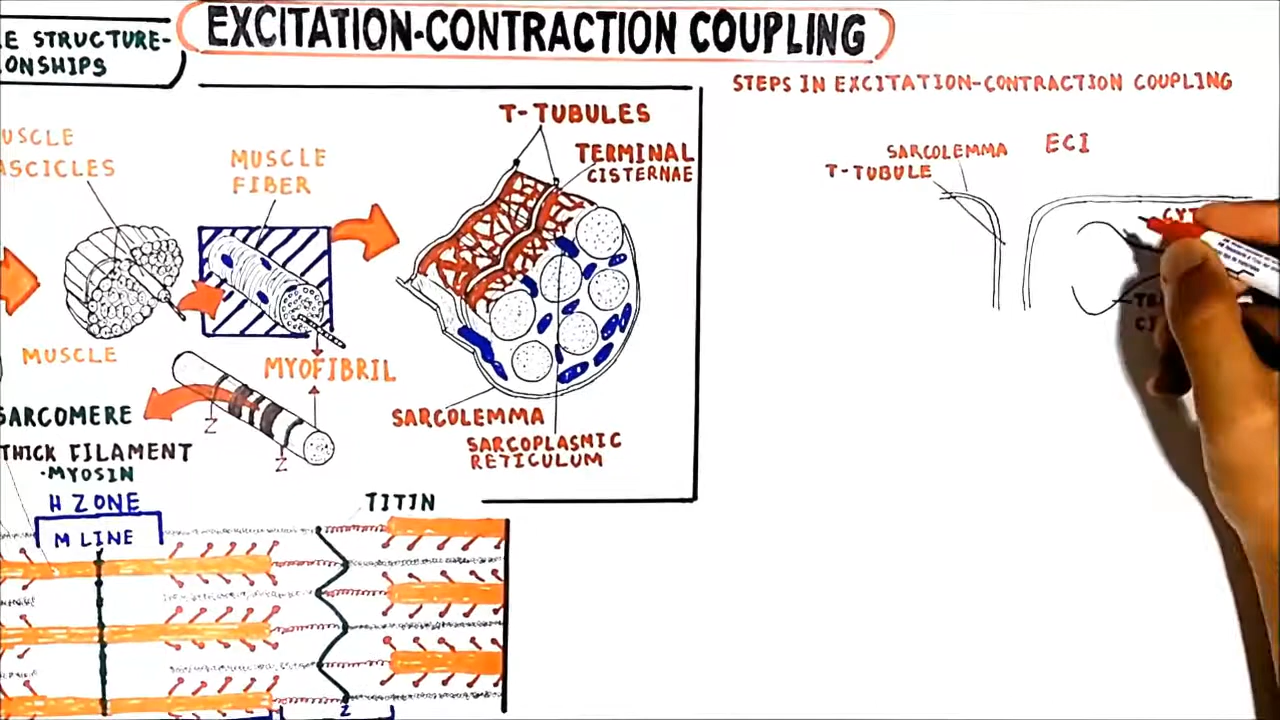 EXCITATION-CONTRACTION COUPLING
E STRUCTURE-
IONSHIPS
STEPS IN EXCITATION-CONTRACTION COUPLING
USCLE
ASCICLES
MUSCLE
FIBER
T-TUBULES
TERMINAL
CISTERNAE
SARCOLEMMA
T-TUBULE
MUSCLE
MYOFIBRIL
SARCOMERE
THICK FILAMENT
-MYOSIN
Z
Z
SARCOLEMMA
SARCOPLASMIC
RETICULUM
H ZONE
M LINE
TITIN
Z